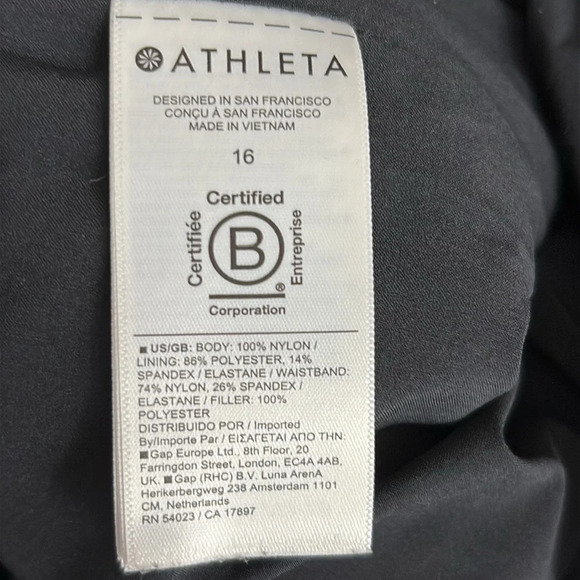 ATHLETA
DESIGNED IN SAN FRANCISCO
CONÇU À SAN FRANCISCO
MADE IN VIETNAM
16
Certified
Certifiée
B
Entreprise
®
Corporation
US/GB: BODY: 100% NYLON /
LINING: 86% POLYESTER, 14%
SPANDEX / ELASTANE / WAISTBAND:
74% NYLON, 26% SPANDEX /
ELASTANE / FILLER: 100%
POLYESTER
DISTRIBUIDO POR / Imported
By/Importe Par / ΕΙΣΑΓΕΤΑΙ ΑΠΟ ΤΗΝ:
Gap Europe Ltd., 8th Floor, 20
Farringdon Street, London, EC4A 4AB,
UK. Gap (RHC) B.V. Luna ArenA
Herikerbergweg 238 Amsterdam 1101
CM, Netherlands
RN 54023 / CA 17897